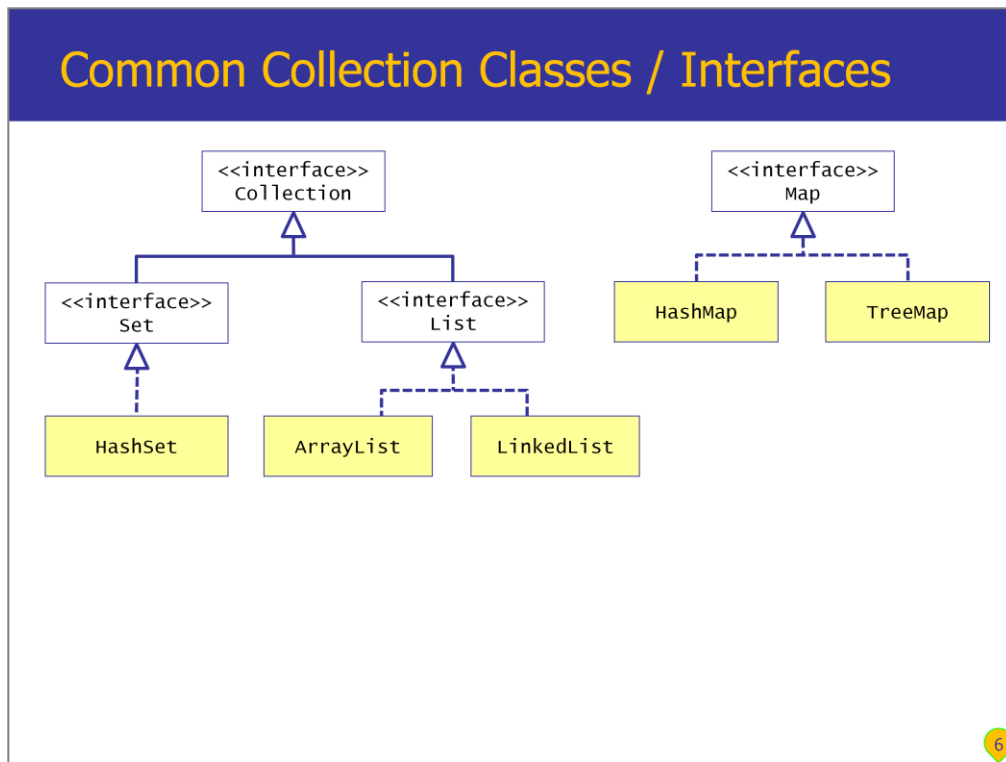 Common Collection Classes / Interfaces
<<interface>>
Collection
<<interface>>
Map
<<interface>>
Set
<<interface>>
List
HashMap
TreeMap
HashSet
ArrayList
LinkedList
6